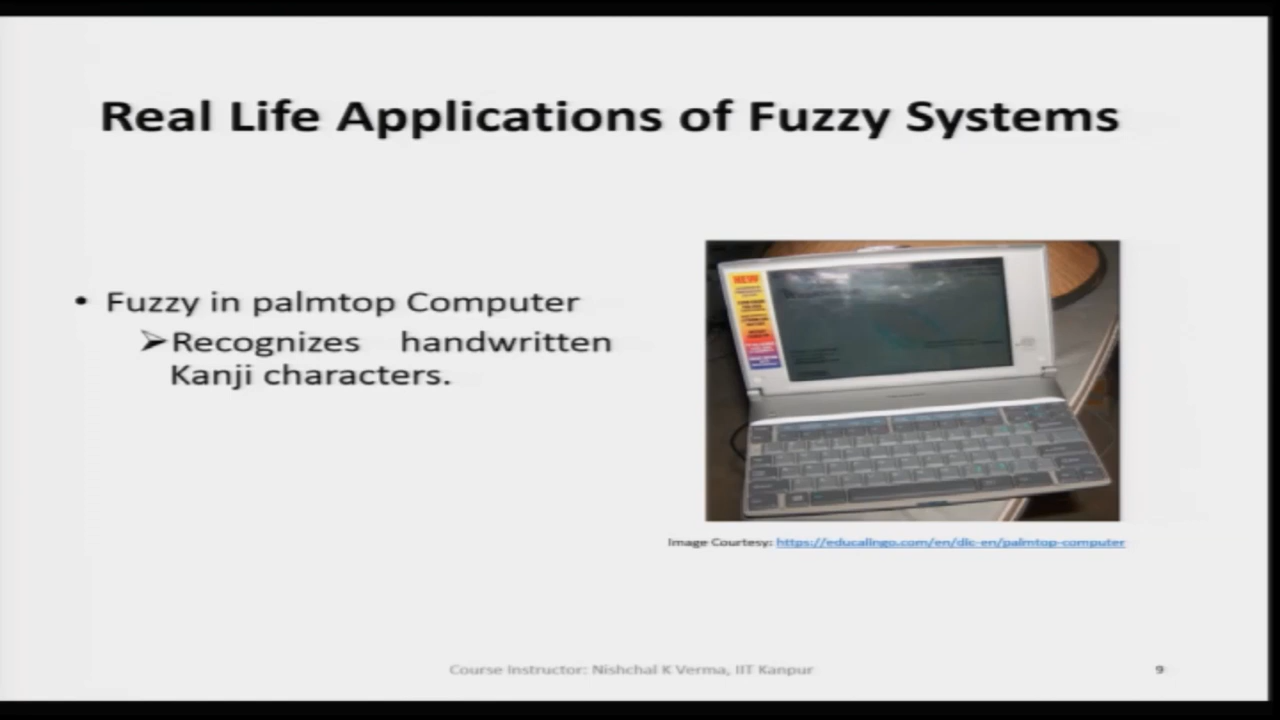 Real Life Applications of Fuzzy Systems
• Fuzzy in palmtop Computer
➢Recognizes handwritten
Kanji characters.
NEW
Image Courtesy: https://educalingo.com/en/dic-en/palmtop-computer
Course Instructor: Nishchal K Verma, IIT Kanpur
9